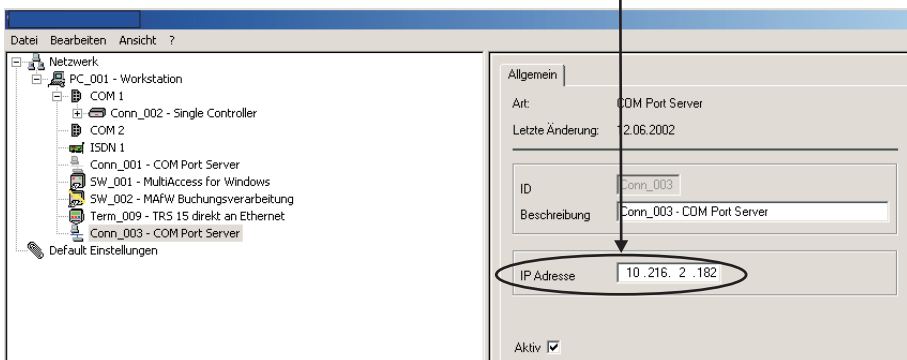 Datei Bearbeiten Ansicht ?
Netzwerk
PC_001 - Workstation
COM 1
Conn_002 - Single Controller
COM 2
ISDN 1
Conn_001 - COM Port Server
SW_001 - MultiAccess for Windows
SW_002 - MAfW Buchungsverarbeitung
Term_009 - TRS 15 direkt an Ethernet
Conn_003 - COM Port Server
Default Einstellungen
Allgemein
Art: COM Port Server
Letzte Änderung: 12.06.2002
ID Conn_003
Beschreibung Conn_003 - COM Port Server
IP Adresse 10 .216. 2 .182
Aktiv